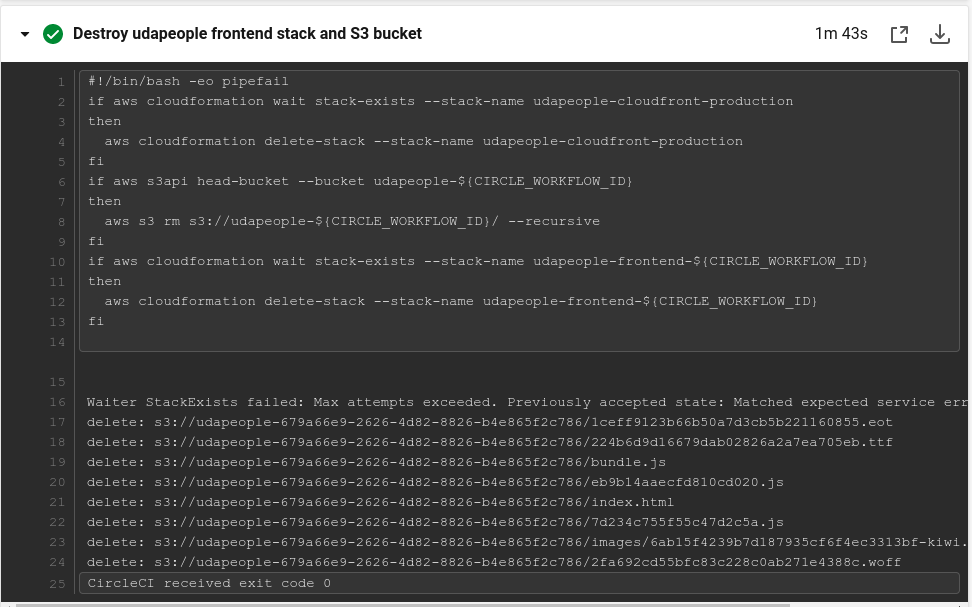 Destroy udapeople frontend stack and S3 bucket 1m 43s
1 #!/bin/bash -eo pipefail
2 if aws cloudformation wait stack-exists --stack-name udapeople-cloudfront-production
3 then
4   aws cloudformation delete-stack --stack-name udapeople-cloudfront-production
5 fi
6 if aws s3api head-bucket --bucket udapeople-${CIRCLE_WORKFLOW_ID}
7 then
8   aws s3 rm s3://udapeople-${CIRCLE_WORKFLOW_ID}/ --recursive
9 fi
10 if aws cloudformation wait stack-exists --stack-name udapeople-frontend-${CIRCLE_WORKFLOW_ID}
11 then
12   aws cloudformation delete-stack --stack-name udapeople-frontend-${CIRCLE_WORKFLOW_ID}
13 fi
14
15
16 Waiter StackExists failed: Max attempts exceeded. Previously accepted state: Matched expected service err
17 delete: s3://udapeople-679a66e9-2626-4d82-8826-b4e865f2c786/1ceff9123b66b50a7d3cb5b221160855.eot
18 delete: s3://udapeople-679a66e9-2626-4d82-8826-b4e865f2c786/224b6d9d16679dab02826a2a7ea705eb.ttf
19 delete: s3://udapeople-679a66e9-2626-4d82-8826-b4e865f2c786/bundle.js
20 delete: s3://udapeople-679a66e9-2626-4d82-8826-b4e865f2c786/eb9b14aaecfd810cd020.js
21 delete: s3://udapeople-679a66e9-2626-4d82-8826-b4e865f2c786/index.html
22 delete: s3://udapeople-679a66e9-2626-4d82-8826-b4e865f2c786/7d234c755f55c47d2c5a.js
23 delete: s3://udapeople-679a66e9-2626-4d82-8826-b4e865f2c786/images/6ab15f4239b7d187935cf6f4ec3313bf-kiwi.
24 delete: s3://udapeople-679a66e9-2626-4d82-8826-b4e865f2c786/2fa692cd55bfc83c228c0ab271e4388c.woff
25 CircleCI received exit code 0